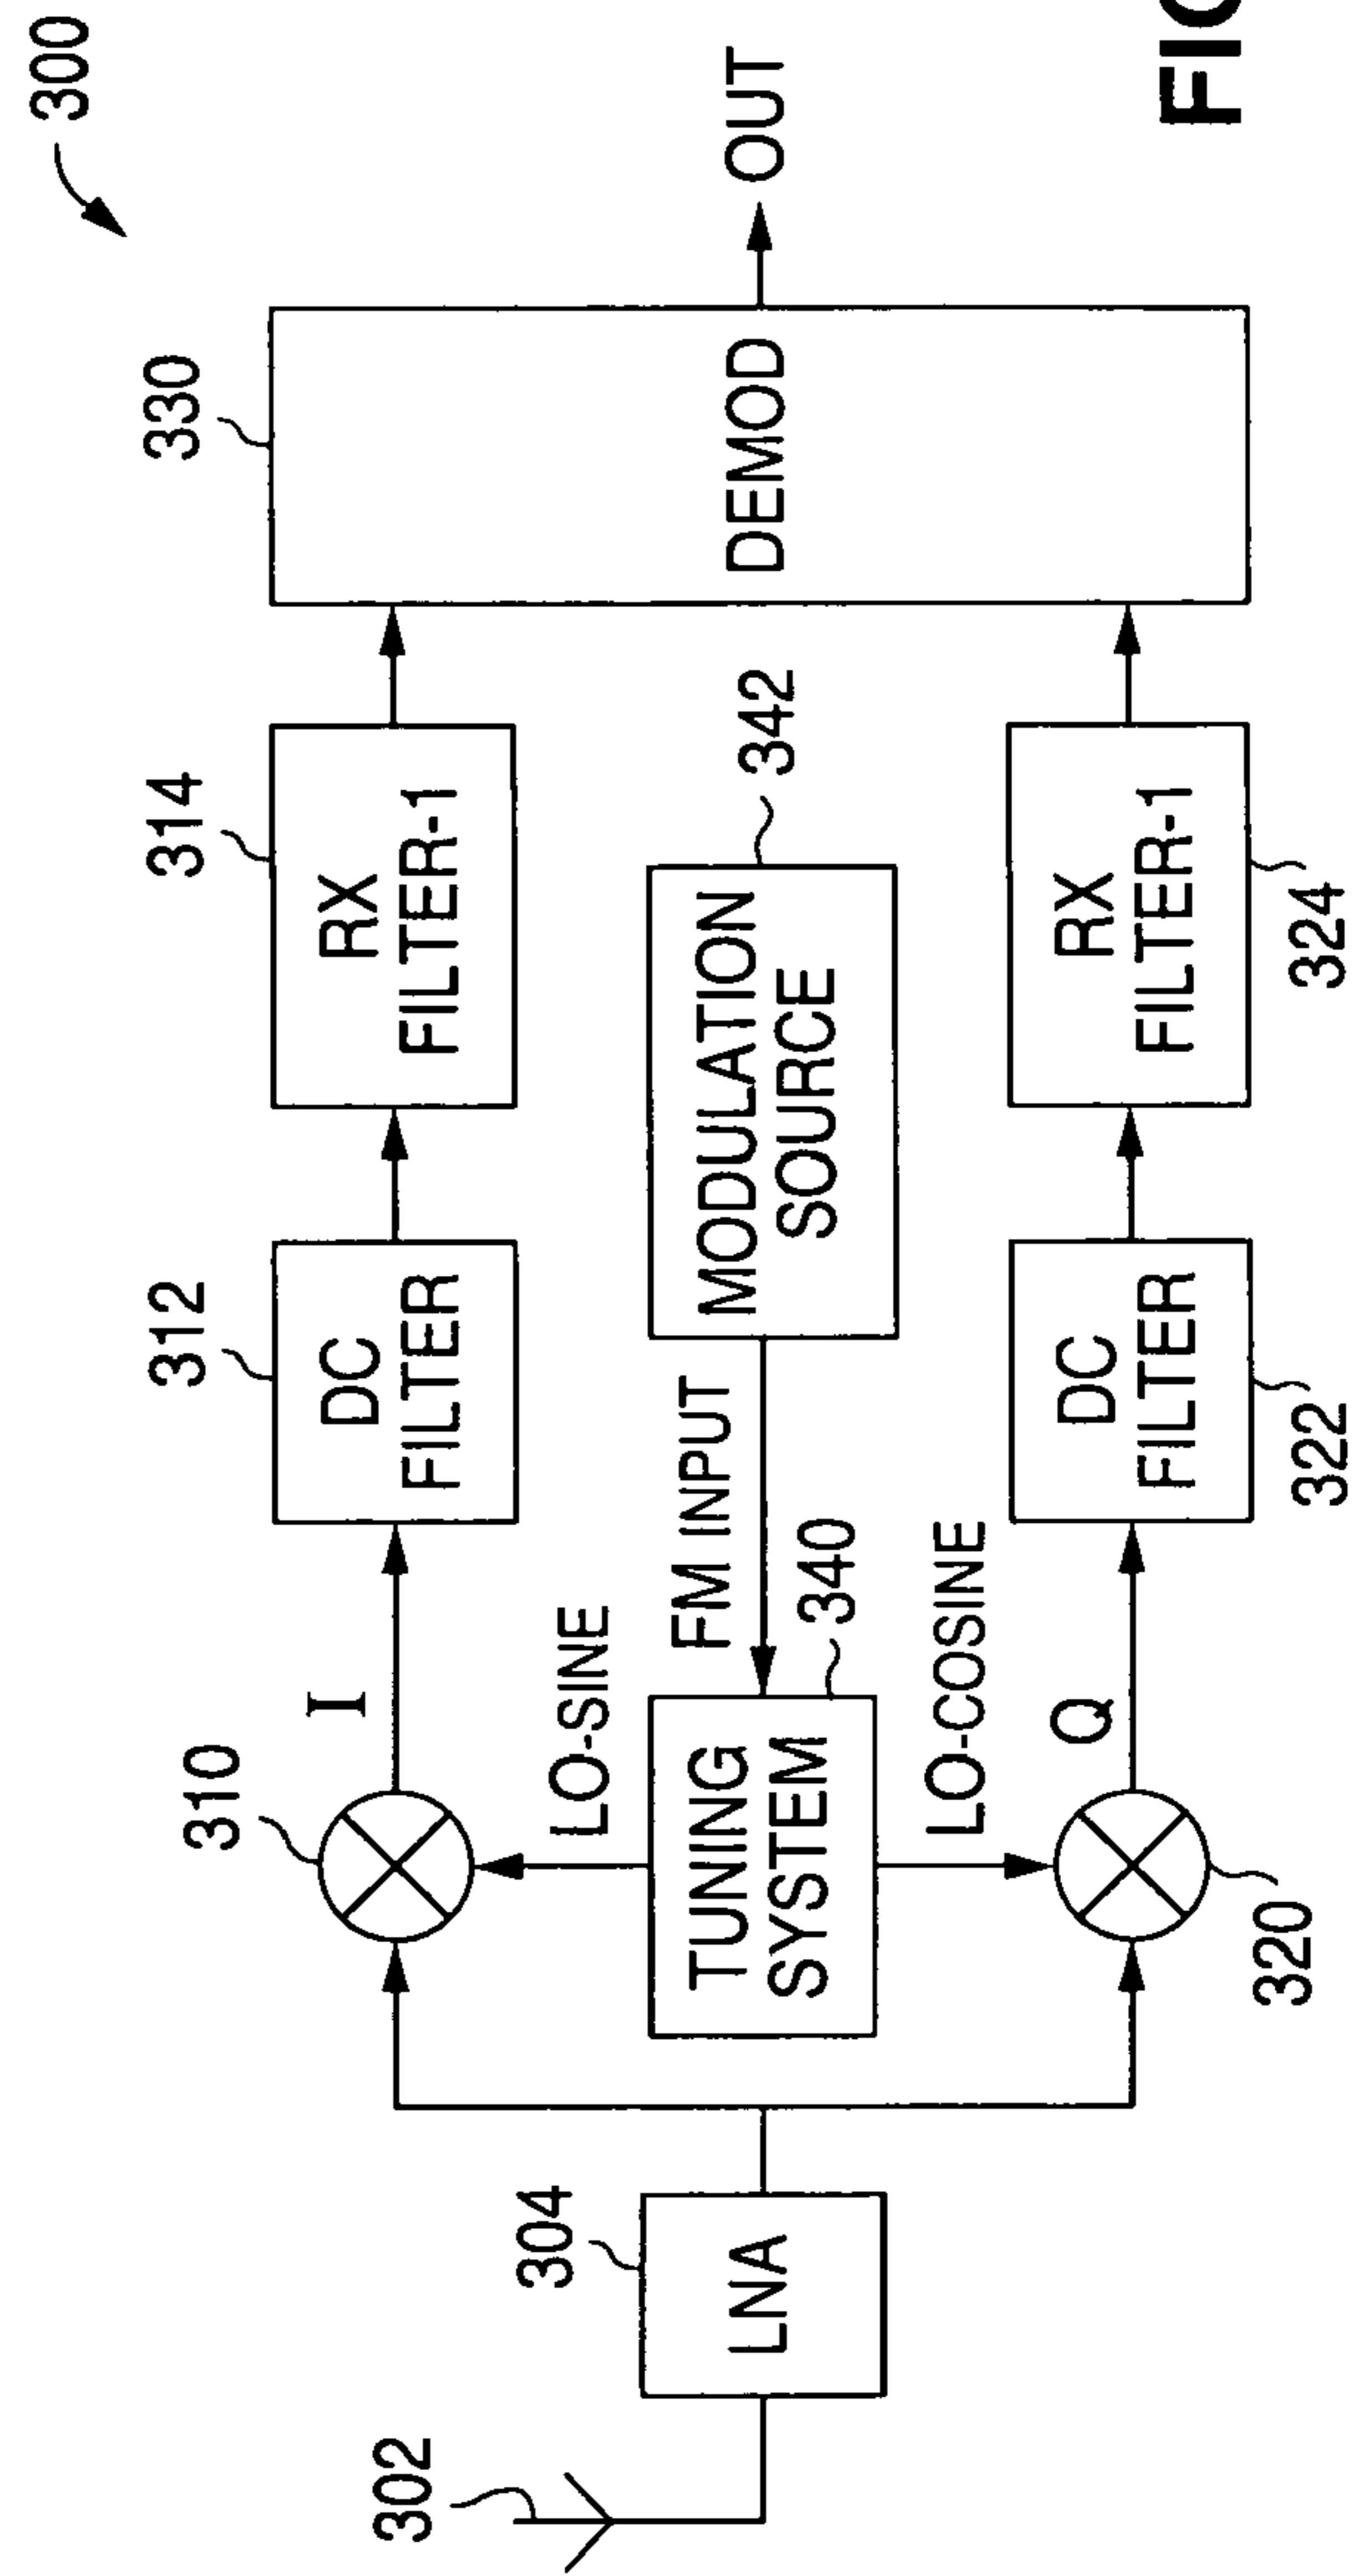 300
302
304
LNA
310
I
312
DC
FILTER
314
RX
FILTER-1
330
DEMOD
OUT
LO-SINE
TUNING
SYSTEM
340
FM INPUT
MODULATION
SOURCE
342
LO-COSINE
320
Q
DC
FILTER
322
RX
FILTER-1
324